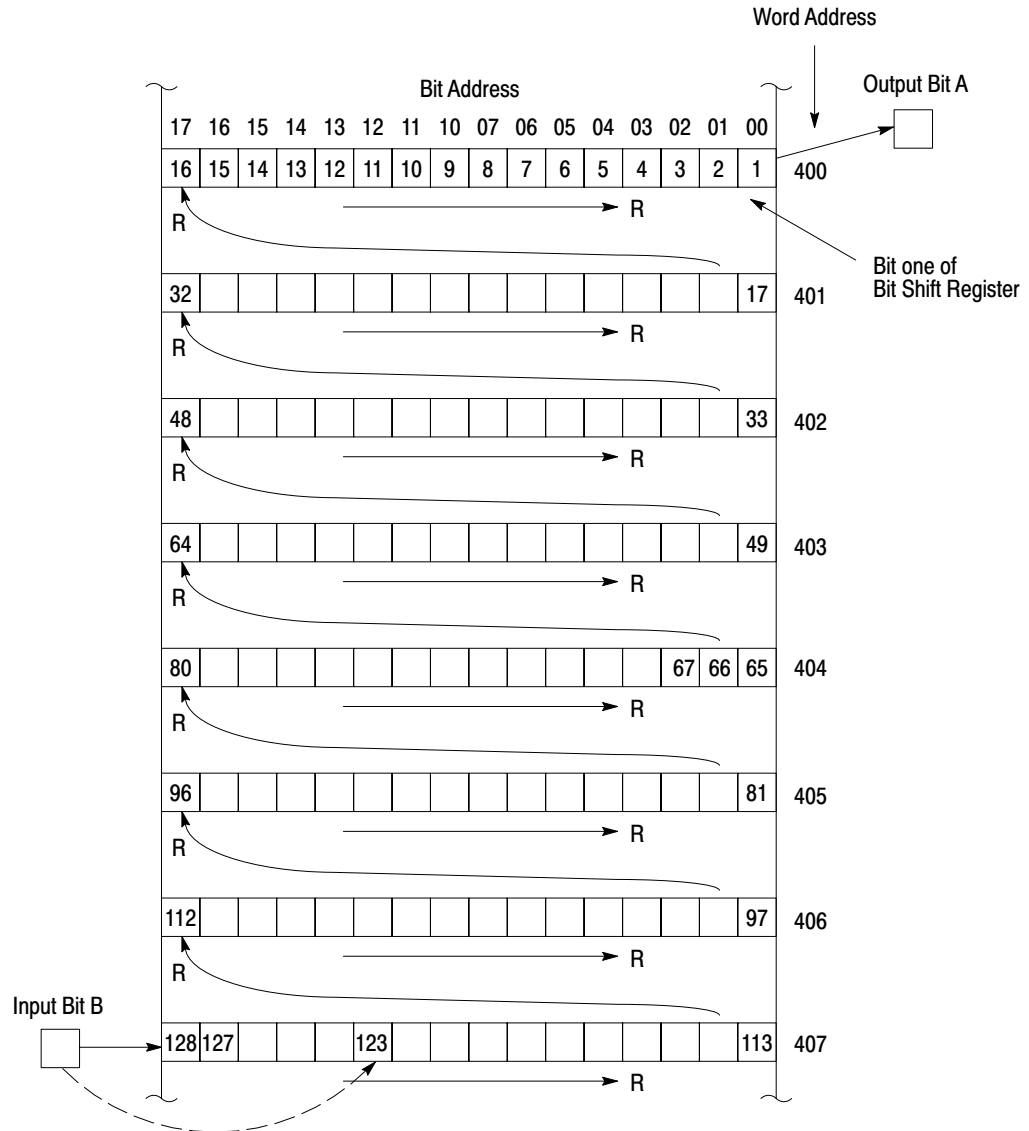 Word Address
Output Bit A
Bit Address
17 16 15 14 13 12 11 10 07 06 05 04 03 02 01 00
16 15 14 13 12 11 10 9 8 7 6 5 4 3 2 1 400
R R
Bit one of
Bit Shift Register
32 17 401
R R
48 33 402
R R
64 49 403
R R
80 67 66 65 404
R R
96 81 405
R R
112 97 406
R R
Input Bit B
128 127 123 113 407
R